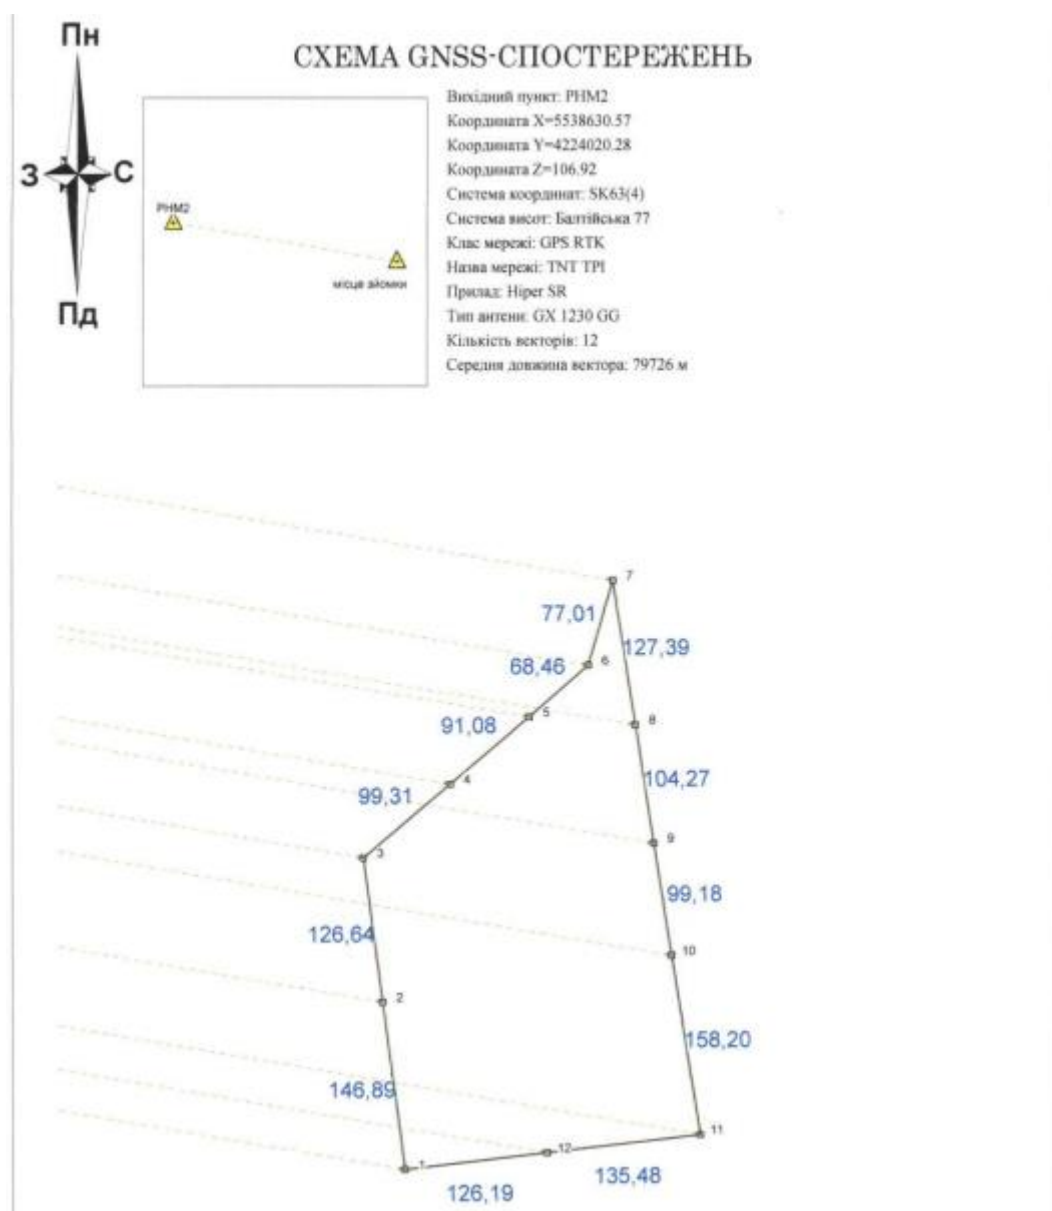 Пн
З
С
Пд
СХЕМА GNSS-СПОСТЕРЕЖЕНЬ
PHM2
місце зйомки
Вихідний пункт: PHM2
Координата X=5538630.57
Координата Y=4224020.28
Координата Z=106.92
Система координат: SK63(4)
Система висот: Балтійська 77
Клас мережі: GPS RTK
Назва мережі: TNT TPI
Прилад: Hiper SR
Тип антени: GX 1230 GG
Кількість векторів: 12
Середня довжина вектора: 79726 м
7
77,01
127,39
68,46
6
5
91,08
8
4
104,27
99,31
9
3
99,18
126,64
10
2
158,20
146,89
11
12
1
135,48
126,19